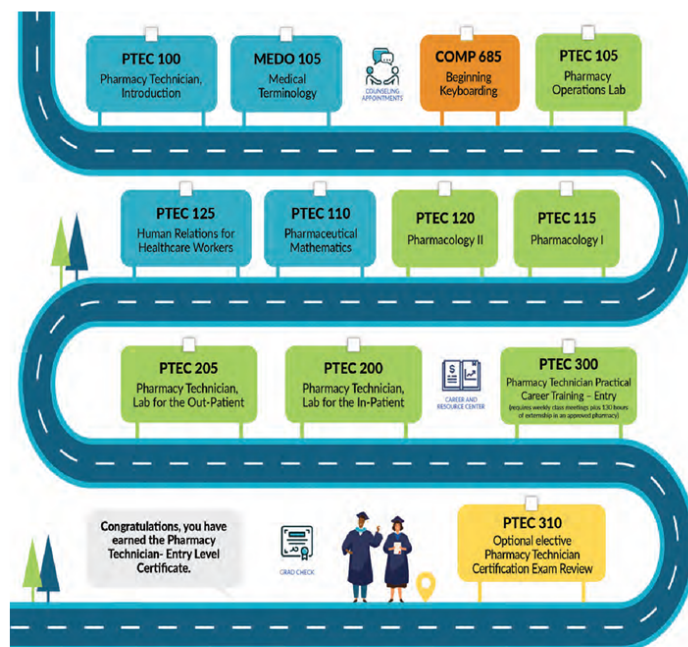 PTEC 100
Pharmacy Technician,
Introduction
MEDO 105
Medical
Terminology
COUNSELING
APPOINTMENTS
COMP 685
Beginning
Keyboarding
PTEC 105
Pharmacy
Operations Lab
PTEC 125
Human Relations for
Healthcare Workers
PTEC 110
Pharmaceutical
Mathematics
PTEC 120
Pharmacology II
PTEC 115
Pharmacology I
PTEC 205
Pharmacy Technician,
Lab for the Out-Patient
PTEC 200
Pharmacy Technician,
Lab for the In-Patient
$
CAREER AND
RESOURCE CENTER
PTEC 300
Pharmacy Technician Practical
Career Training – Entry
(requires weekly class meetings plus 130 hours
of externship in an approved pharmacy)
Congratulations, you have
earned the Pharmacy
Technician- Entry Level
Certificate.
GRAD CHECK
PTEC 310
Optional elective
Pharmacy Technician
Certification Exam Review